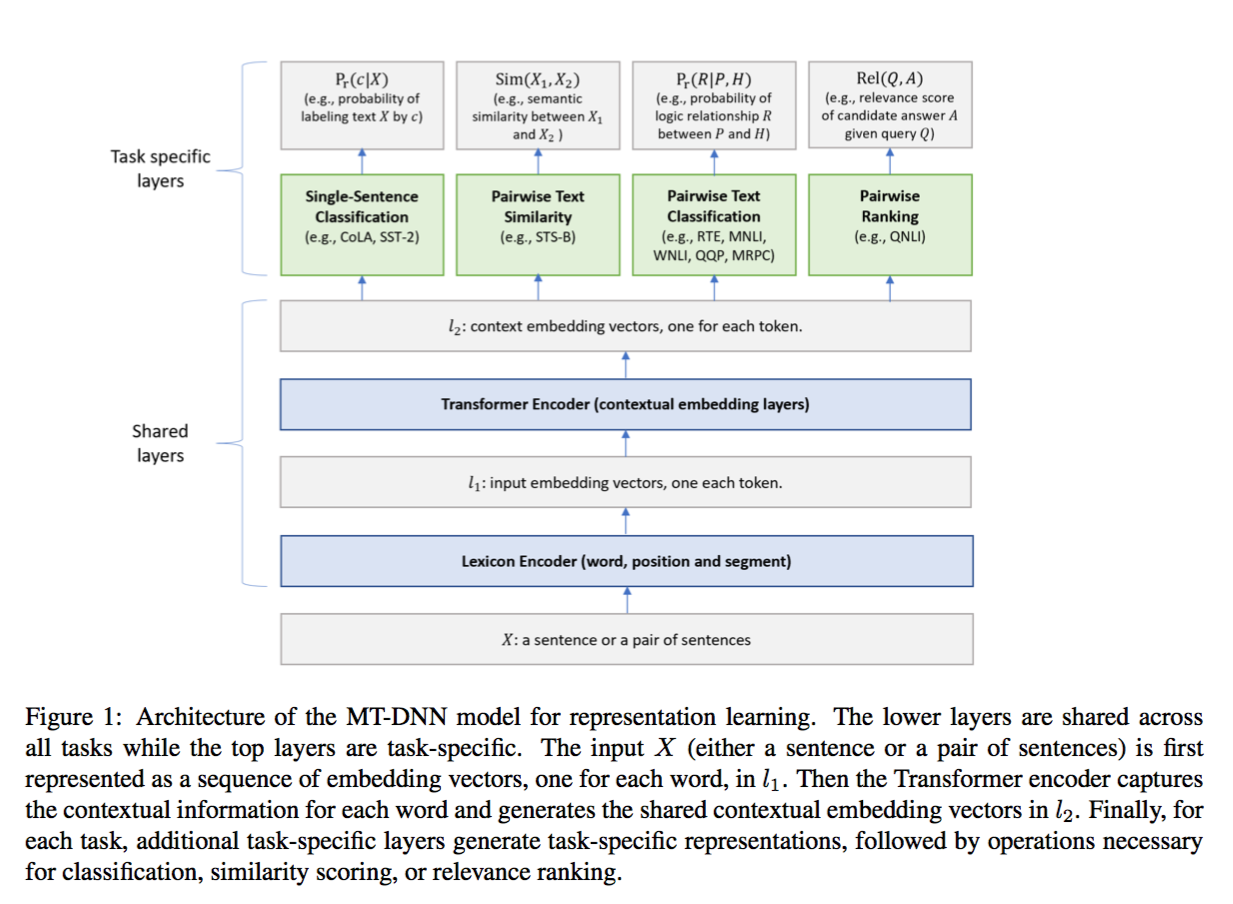 P_r(c|X)
(e.g., probability of
labeling text X by c)
Sim(X_1, X_2)
(e.g., semantic
similarity between X_1
and X_2 )
P_r(R|P, H)
(e.g., probability of
logic relationship R
between P and H)
Rel(Q, A)
(e.g., relevance score
of candidate answer A
given query Q)
Task specific
layers
Single-Sentence
Classification
(e.g., CoLA, SST-2)
Pairwise Text
Similarity
(e.g., STS-B)
Pairwise Text
Classification
(e.g., RTE, MNLI,
WNLI, QQP, MRPC)
Pairwise
Ranking
(e.g., QNLI)
l_2: context embedding vectors, one for each token.
Transformer Encoder (contextual embedding layers)
Shared
layers
l_1: input embedding vectors, one each token.
Lexicon Encoder (word, position and segment)
X: a sentence or a pair of sentences
Figure 1: Architecture of the MT-DNN model for representation learning. The lower layers are shared across
all tasks while the top layers are task-specific. The input X (either a sentence or a pair of sentences) is first
represented as a sequence of embedding vectors, one for each word, in l_1. Then the Transformer encoder captures
the contextual information for each word and generates the shared contextual embedding vectors in l_2. Finally, for
each task, additional task-specific layers generate task-specific representations, followed by operations necessary
for classification, similarity scoring, or relevance ranking.